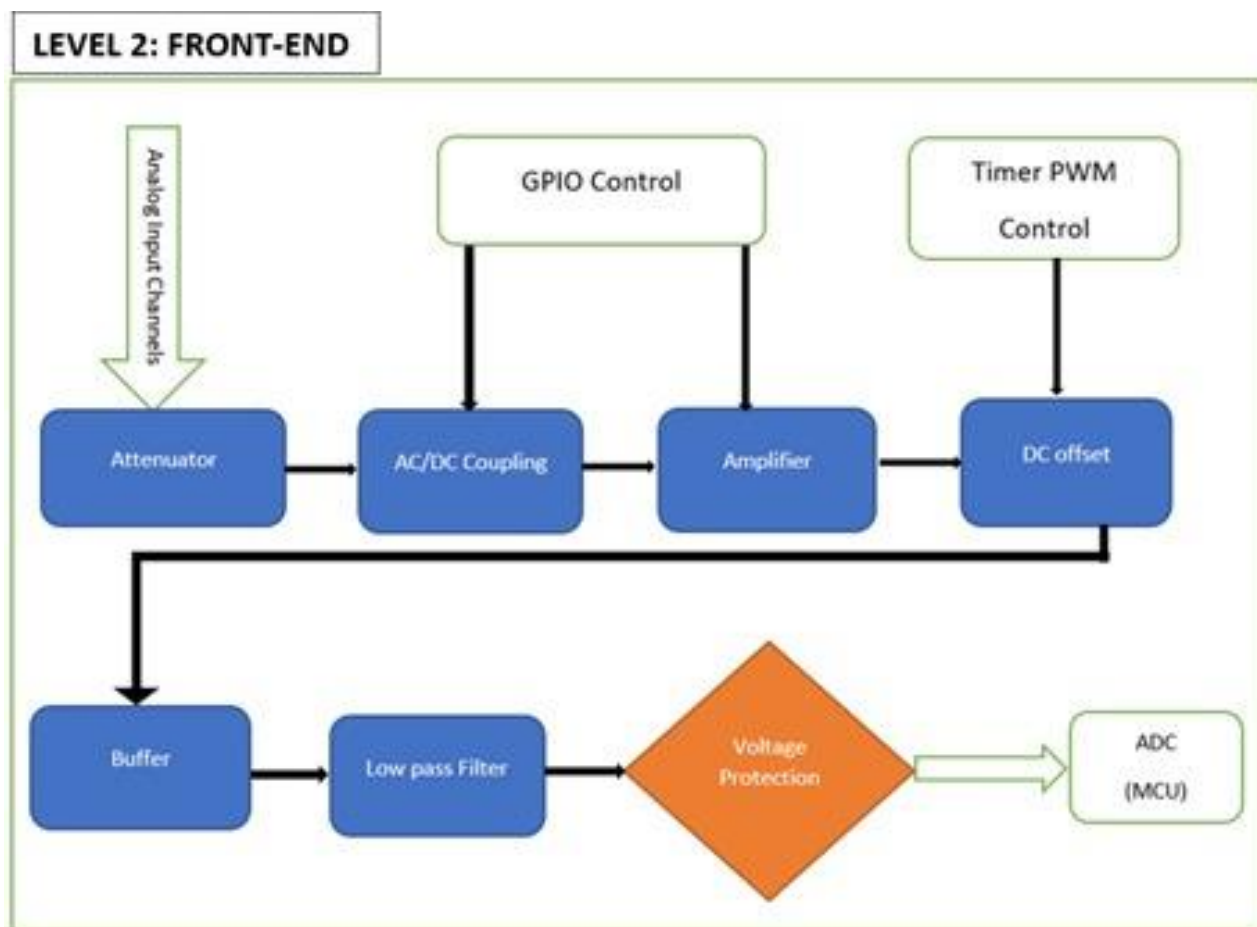 LEVEL 2: FRONT-END
Analog Input Channels
GPIO Control
Timer PWM
Control
Attenuator
AC/DC Coupling
Amplifier
DC offset
Buffer
Low pass Filter
Voltage
Protection
ADC
(MCU)